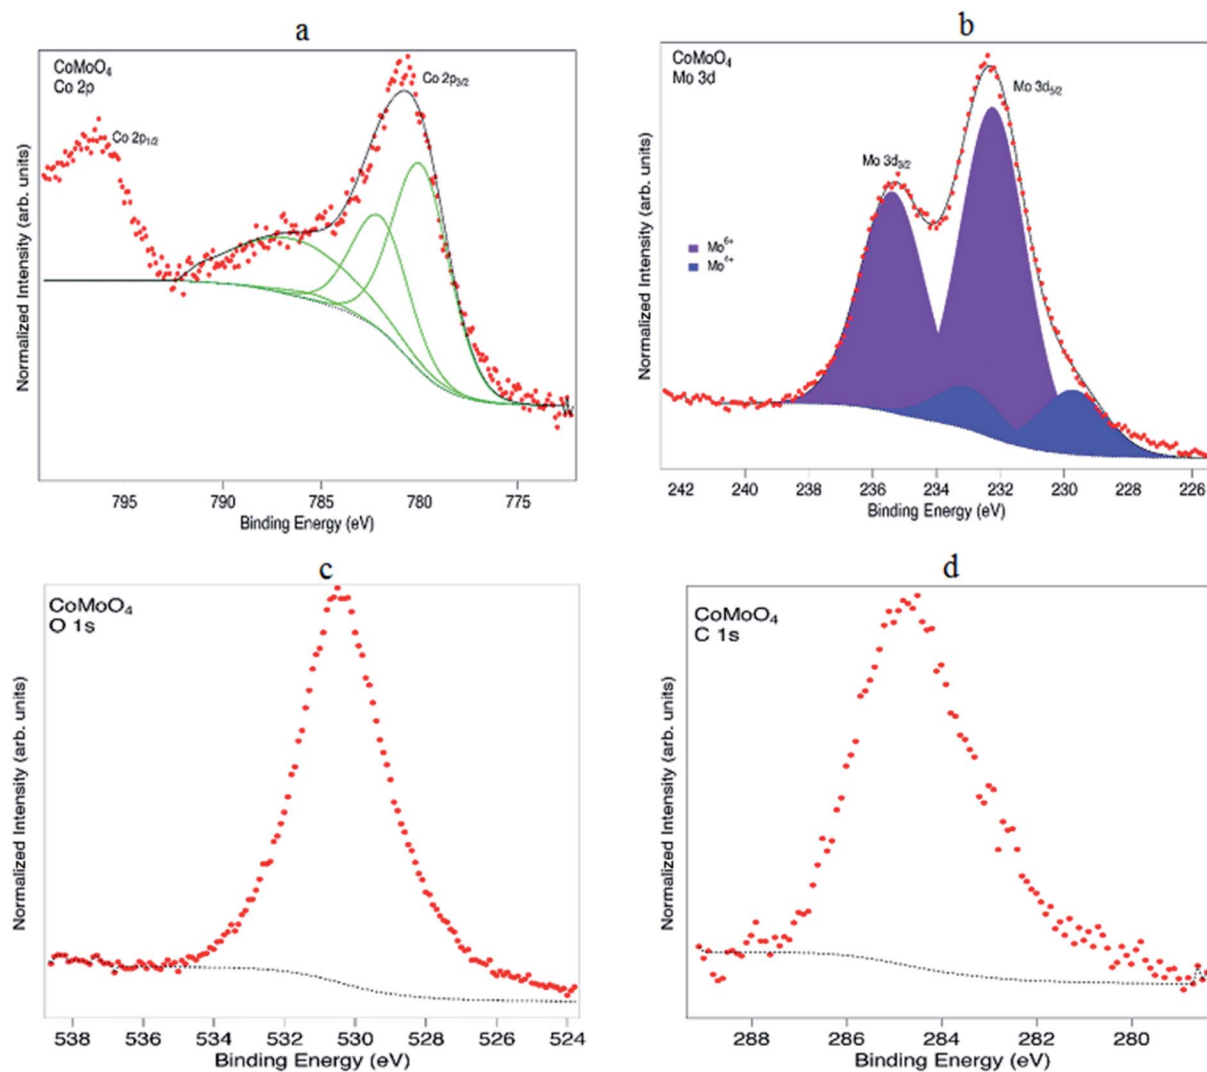 a
CoMoO₄
Co 2p
Co 2p₃/₂
Co 2p₁/₂
Normalized Intensity (arb. units)
795 790 785 780 775
Binding Energy (eV)
b
CoMoO₄
Mo 3d
Mo 3d₅/₂
Mo 3d₃/₂
Mo⁶⁺
Mo⁴⁺
Normalized Intensity (arb. units)
242 240 238 236 234 232 230 228 226
Binding Energy (eV)
c
CoMoO₄
O 1s
Normalized Intensity (arb. units)
538 536 534 532 530 528 526 524
Binding Energy (eV)
d
CoMoO₄
C 1s
Normalized Intensity (arb. units)
288 286 284 282 280
Binding Energy (eV)